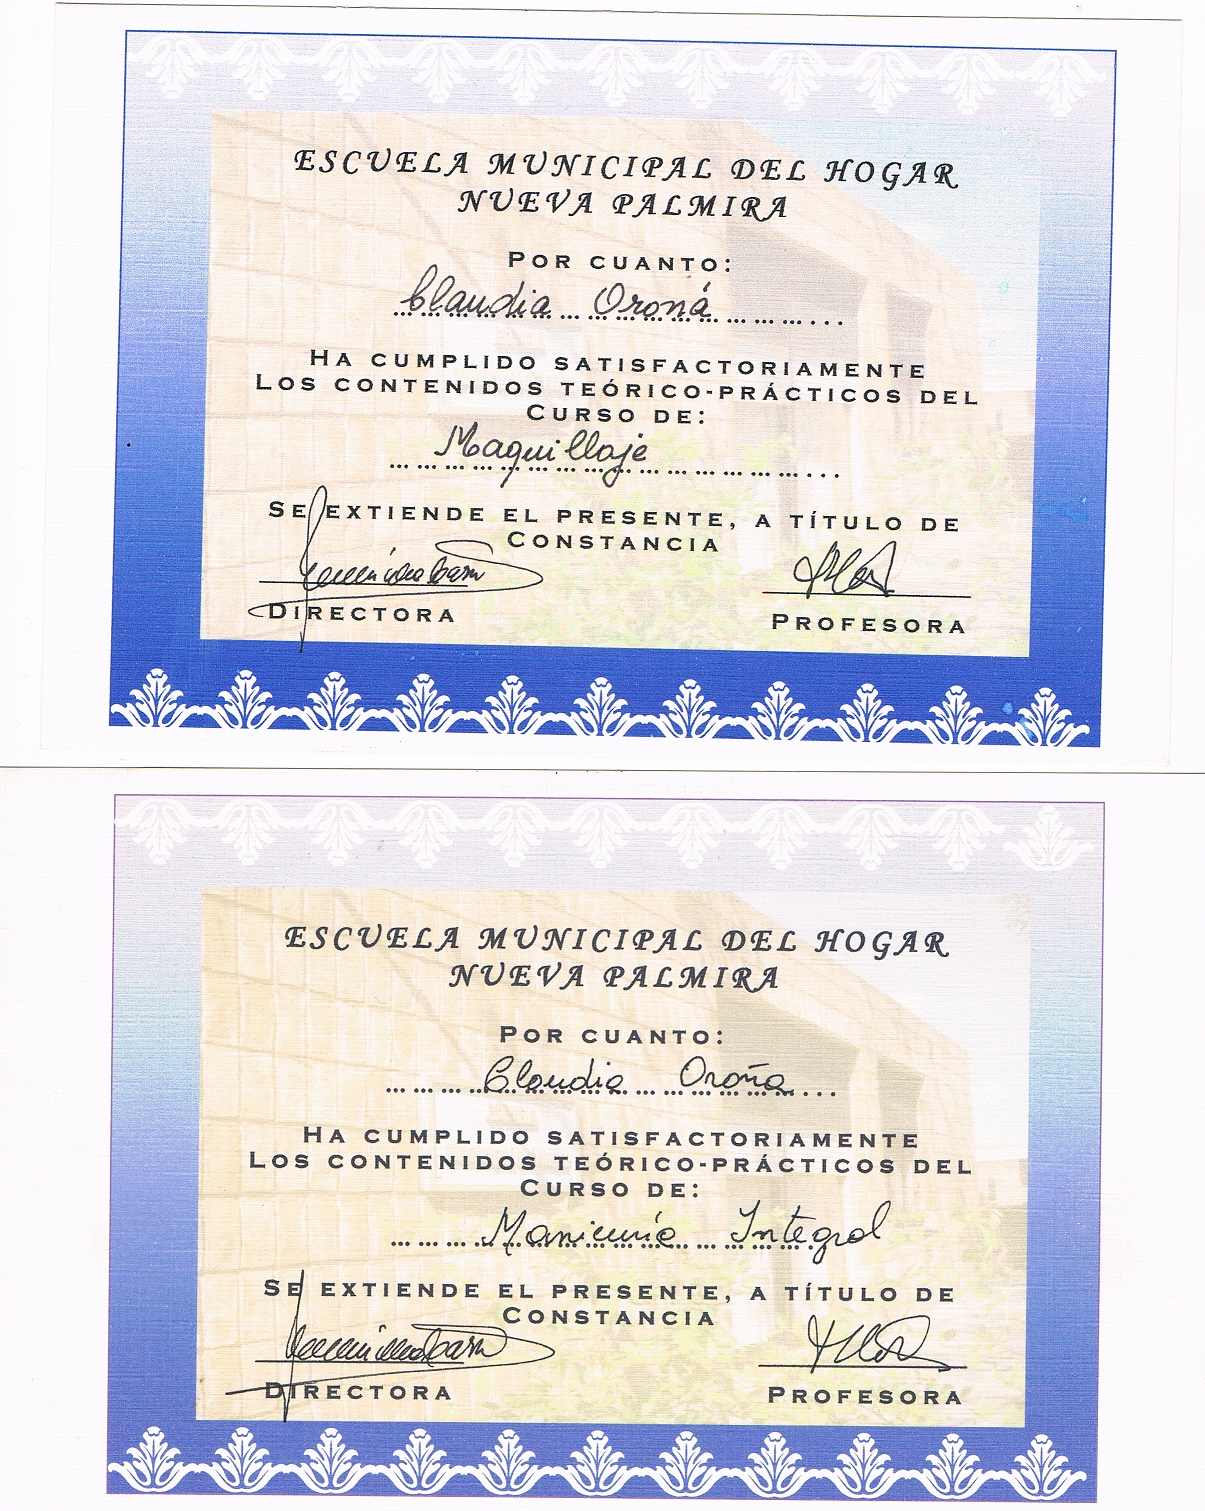 ESCUELA MUNICIPAL DEL HOGAR
NUEVA PALMIRA
POR CUANTO:
Claudia Oroná
HA CUMPLIDO SATISFACTORIAMENTE
LOS CONTENIDOS TEÓRICO-PRÁCTICOS DEL
CURSO DE:
Maquillaje
SE EXTIENDE EL PRESENTE, A TÍTULO DE
CONSTANCIA
DIRECTORA
PROFESORA
ESCUELA MUNICIPAL DEL HOGAR
NUEVA PALMIRA
POR CUANTO:
Claudia Oroña
HA CUMPLIDO SATISFACTORIAMENTE
LOS CONTENIDOS TEÓRICO-PRÁCTICOS DEL
CURSO DE:
Manicuría Integral
SE EXTIENDE EL PRESENTE, A TÍTULO DE
CONSTANCIA
DIRECTORA
PROFESORA